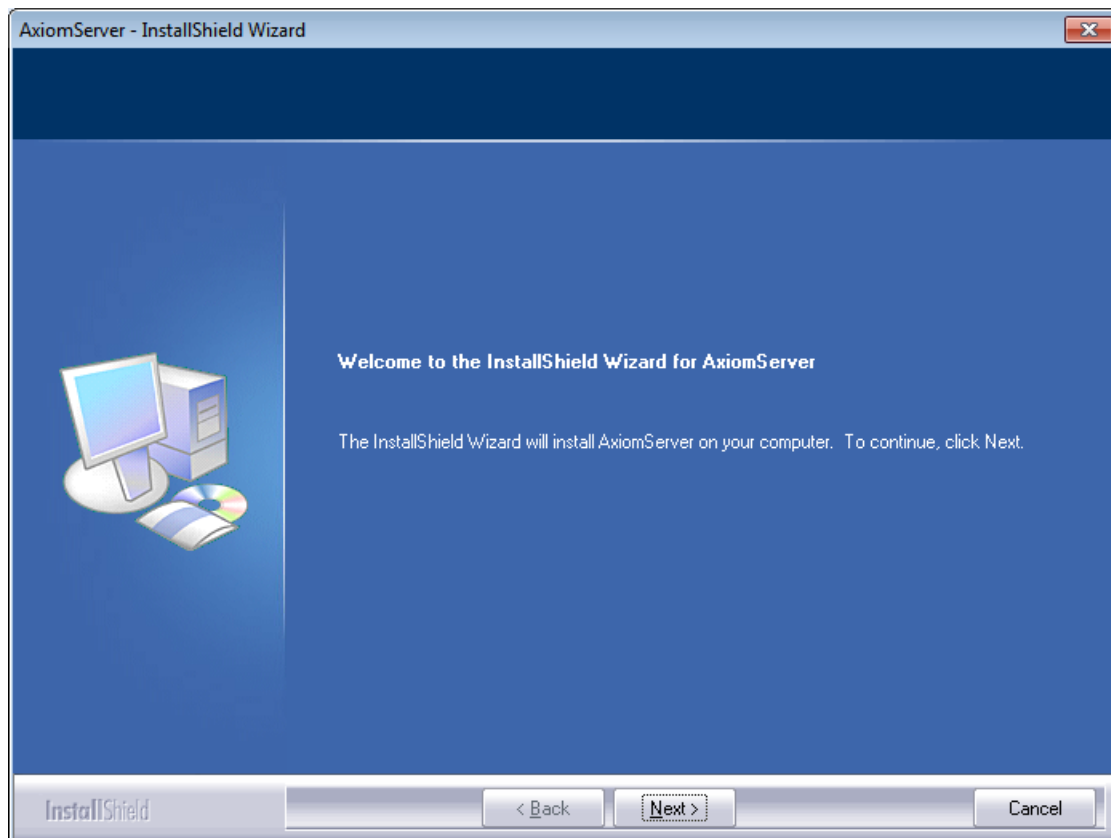 AxiomServer - InstallShield Wizard
Welcome to the InstallShield Wizard for AxiomServer
The InstallShield Wizard will install AxiomServer on your computer. To continue, click Next.
InstallShield
< Back
Next >
Cancel